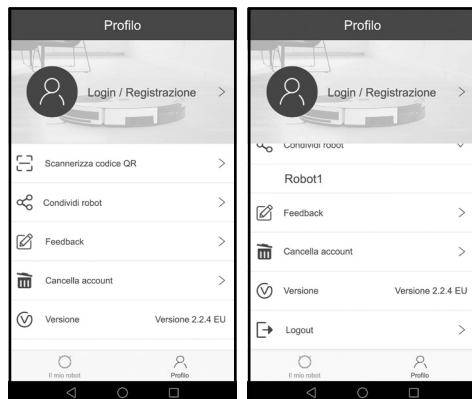 Profilo
Login / Registrazione
Scannerizza codice QR
Condividi robot
Feedback
Cancella account
Versione Versione 2.2.4 EU
Il mio robot Profilo
Profilo
Login / Registrazione
Condividi robot
Robot1
Feedback
Cancella account
Versione Versione 2.2.4 EU
Logout
Il mio robot Profilo